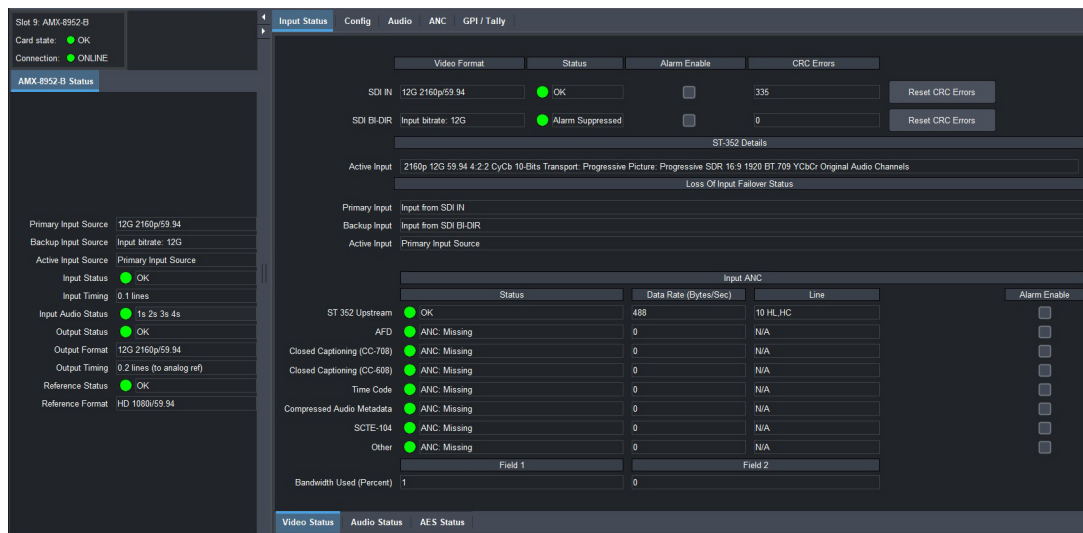 Slot 9: AMX-8952-B
Card state: OK
Connection: ONLINE
AMX-8952-B Status
Primary Input Source 12G 2160p/59.94
Backup Input Source Input bitrate: 12G
Active Input Source Primary Input Source
Input Status OK
Input Timing 0.1 lines
Input Audio Status 1s 2s 3s 4s
Output Status OK
Output Format 12G 2160p/59.94
Output Timing 0.2 lines (to analog ref)
Reference Status OK
Reference Format HD 1080i/59.94
Input Status Config Audio ANC GPI / Tally
Video Format Status Alarm Enable CRC Errors
SDI IN 12G 2160p/59.94 OK 335 Reset CRC Errors
SDI BI-DIR Input bitrate: 12G Alarm Suppressed 0 Reset CRC Errors
ST-352 Details
Active Input 2160p 12G 59.94 4:2:2 CyCb 10-Bits Transport: Progressive Picture: Progressive SDR 16:9 1920 BT.709 YCbCr Original Audio Channels
Loss Of Input Failover Status
Primary Input Input from SDI IN
Backup Input Input from SDI BI-DIR
Active Input Primary Input Source
Input ANC
Status Data Rate (Bytes/Sec) Line Alarm Enable
ST 352 Upstream OK 488 10 HL,HC
AFD ANC: Missing 0 N/A
Closed Captioning (CC-708) ANC: Missing 0 N/A
Closed Captioning (CC-608) ANC: Missing 0 N/A
Time Code ANC: Missing 0 N/A
Compressed Audio Metadata ANC: Missing 0 N/A
SCTE-104 ANC: Missing 0 N/A
Other ANC: Missing 0 N/A
Field 1 Field 2
Bandwidth Used (Percent) 1 0
Video Status Audio Status AES Status